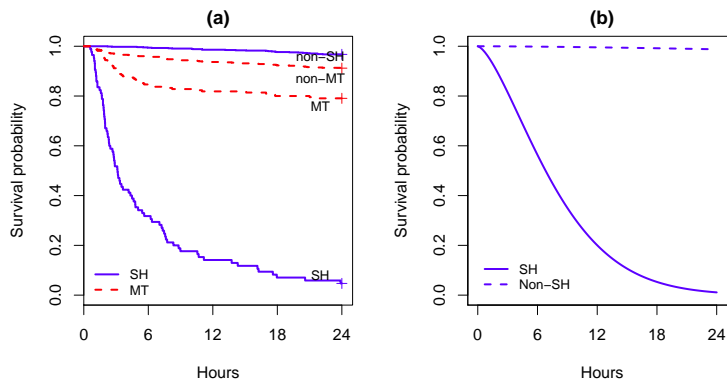 (a)
Survival probability
1.0
0.8
0.6
0.4
0.2
0.0
non-SH
non-MT
MT
SH
SH
MT
0 6 12 18 24
Hours
(b)
Survival probability
1.0
0.8
0.6
0.4
0.2
0.0
SH
Non-SH
0 6 12 18 24
Hours